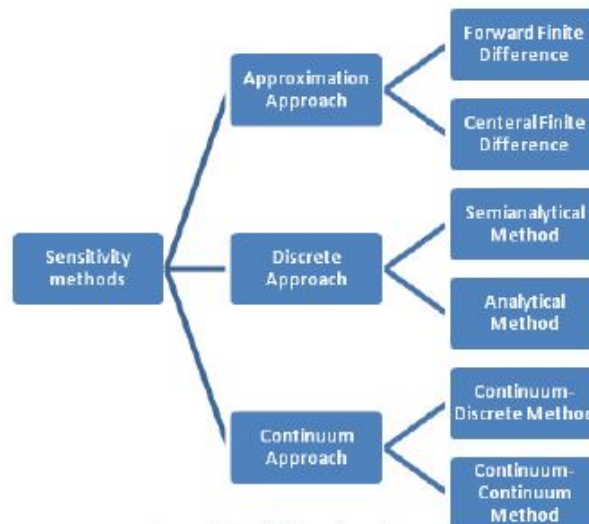 Sensitivity
methods
Approximation
Approach
Forward Finite
Difference
Centeral Finite
Difference
Discrete
Approach
Semianalytical
Method
Analytical
Method
Continuum
Approach
Continuum-
Discrete Method
Continuum-
Continuum
Method